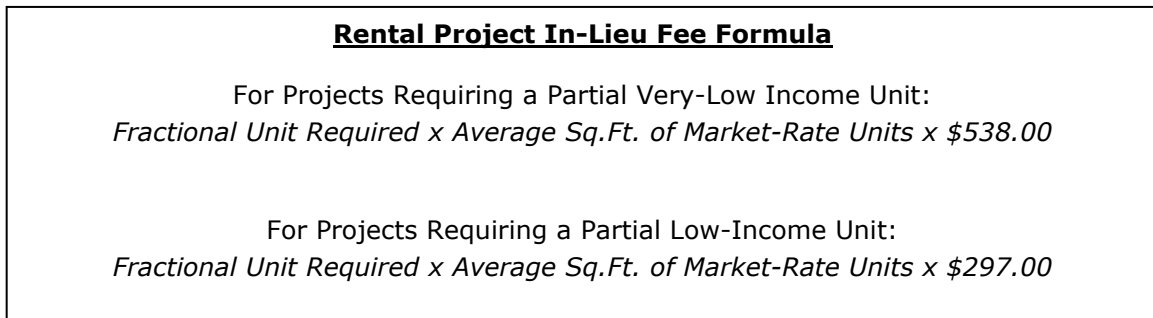 Rental Project In-Lieu Fee Formula
For Projects Requiring a Partial Very-Low Income Unit:
Fractional Unit Required x Average Sq.Ft. of Market-Rate Units x $538.00
For Projects Requiring a Partial Low-Income Unit:
Fractional Unit Required x Average Sq.Ft. of Market-Rate Units x $297.00